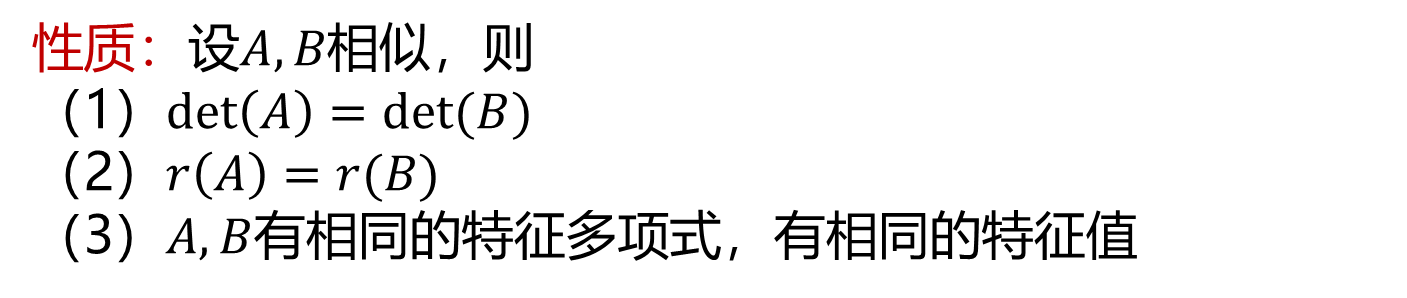 性质：设A, B相似，则
（1）det(A) = det(B)
（2）r(A) = r(B)
（3）A, B有相同的特征多项式，有相同的特征值